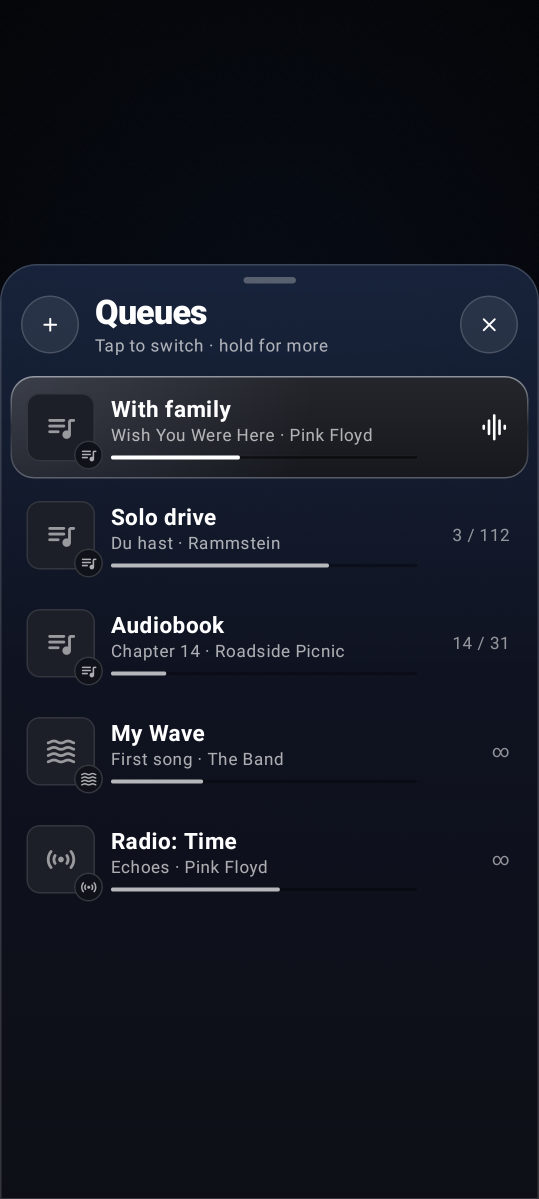 Queues
Tap to switch · hold for more
With family
Wish You Were Here · Pink Floyd
Solo drive
Du hast · Rammstein
3 / 112
Audiobook
Chapter 14 · Roadside Picnic
14 / 31
My Wave
First song · The Band
∞
Radio: Time
Echoes · Pink Floyd
∞